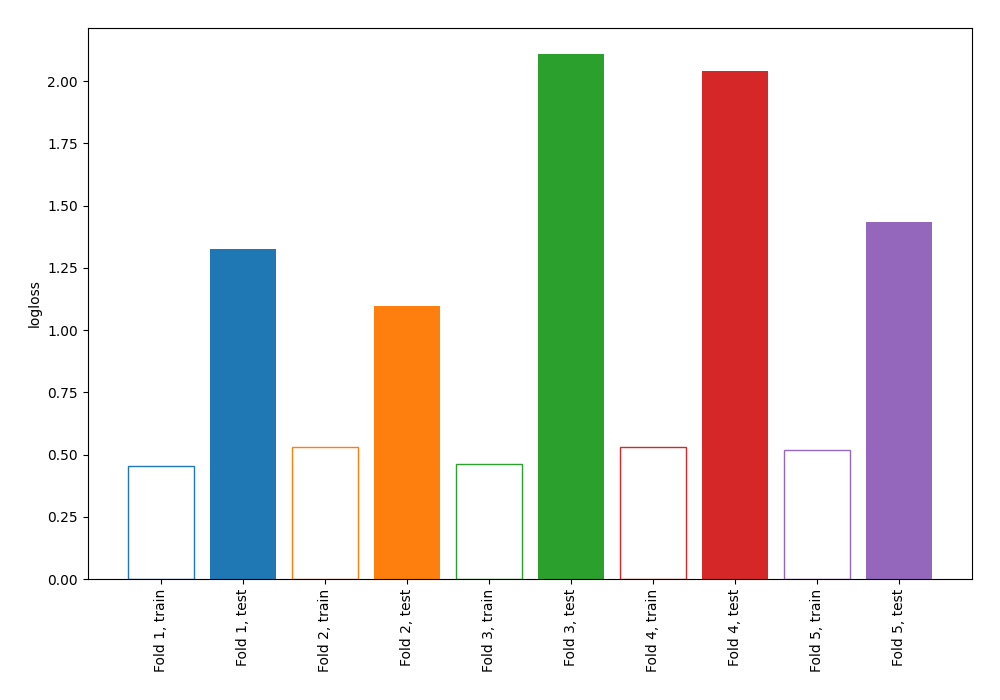 logloss
2.00
1.75
1.50
1.25
1.00
0.75
0.50
0.25
0.00
Fold 1, train
Fold 1, test
Fold 2, train
Fold 2, test
Fold 3, train
Fold 3, test
Fold 4, train
Fold 4, test
Fold 5, train
Fold 5, test